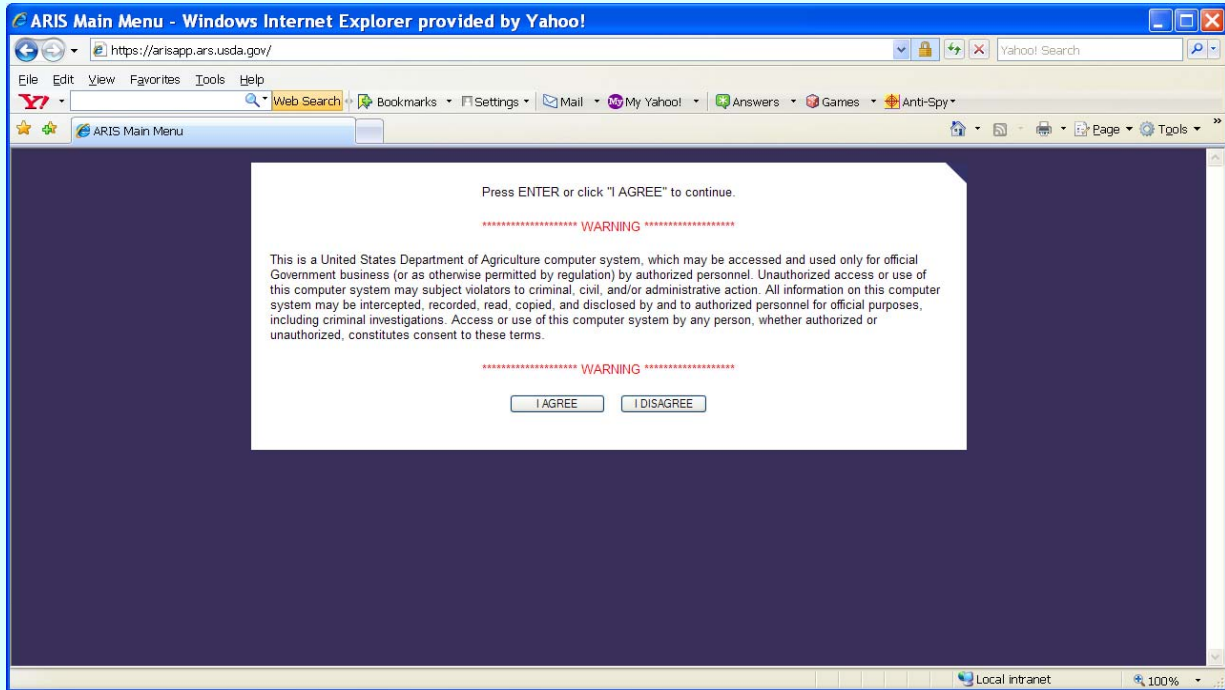 ARIS Main Menu - Windows Internet Explorer provided by Yahoo!
https://arisapp.ars.usda.gov/
Yahoo! Search
File Edit View Favorites Tools Help
Y! Web Search Bookmarks Settings Mail My My Yahoo! Answers Games Anti-Spy
ARIS Main Menu
Page Tools »
Press ENTER or click "I AGREE" to continue.
******************** WARNING *******************
This is a United States Department of Agriculture computer system, which may be accessed and used only for official
Government business (or as otherwise permitted by regulation) by authorized personnel. Unauthorized access or use of
this computer system may subject violators to criminal, civil, and/or administrative action. All information on this computer
system may be intercepted, recorded, read, copied, and disclosed by and to authorized personnel for official purposes,
including criminal investigations. Access or use of this computer system by any person, whether authorized or
unauthorized, constitutes consent to these terms.
******************** WARNING *******************
I AGREE I DISAGREE
Local intranet 100%